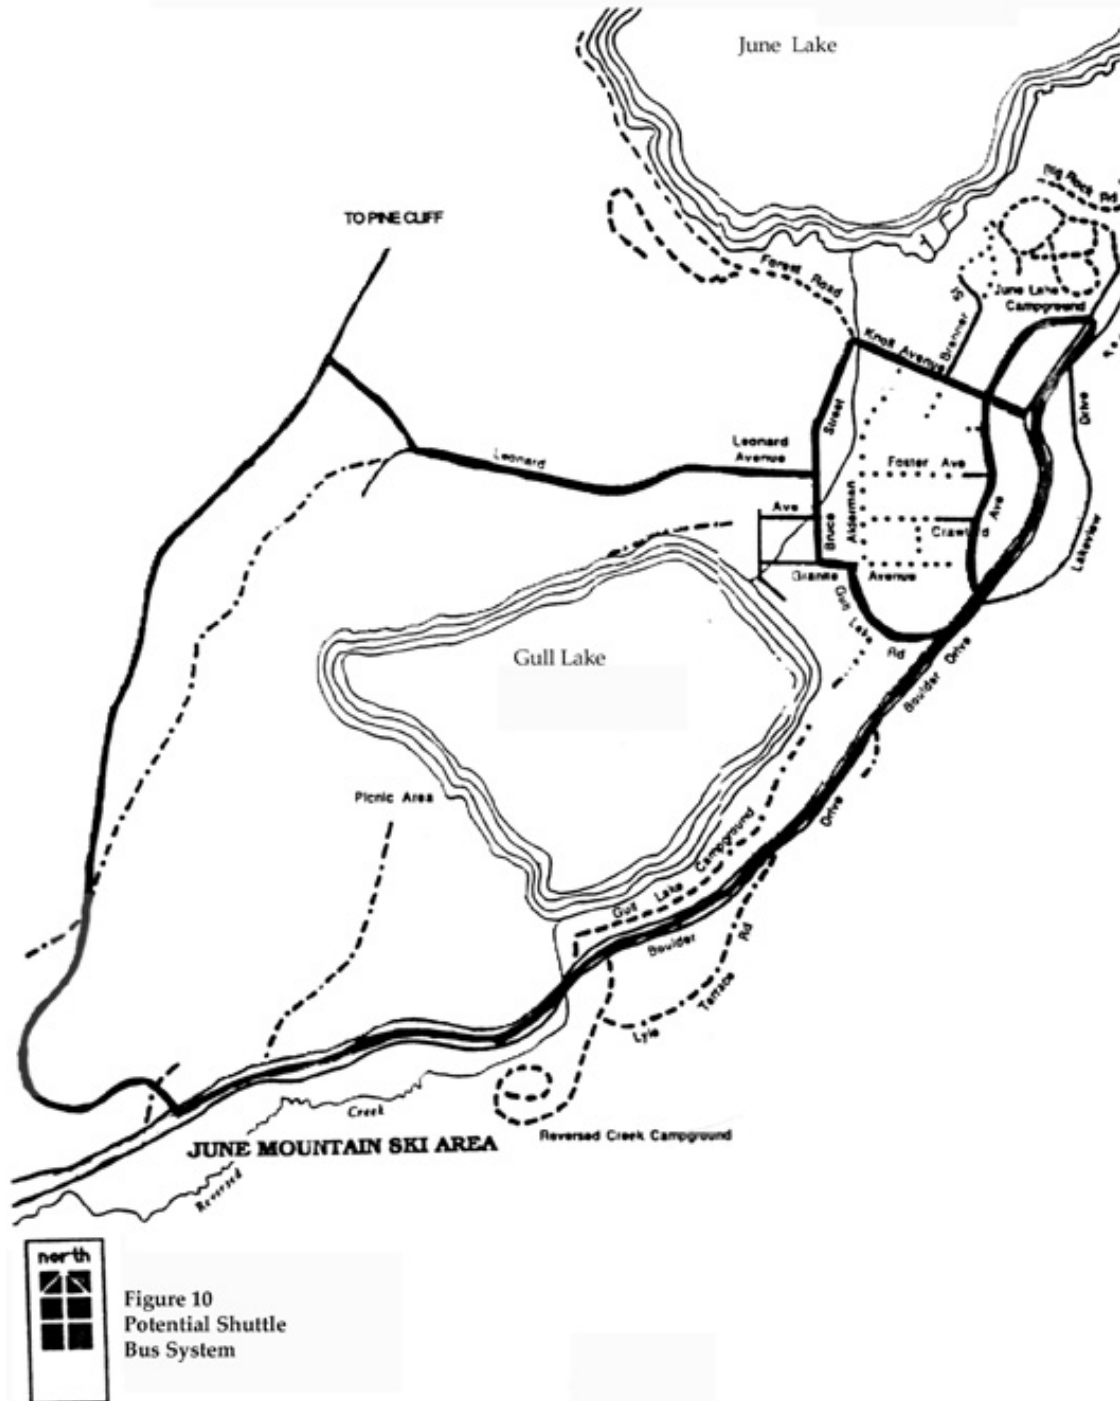 June Lake
Big Rock Rd
TO PINE CLIFF
Forest Road
June Lake
Campground
Brenner St
Knoll Avenue
Drive
Street
Leonard
Avenue
Leonard
Foster Ave
Ave
Ave
Bruce
Alderman
Crawford
Lakeview
Granite Avenue
Gull Lake Rd
Gull Lake
Boulder Drive
Picnic Area
Drive
Gull Lake Campground
Boulder
Lyle Terrace Rd
Creek
Reversed Creek Campground
JUNE MOUNTAIN SKI AREA
Reversed
north
Figure 10
Potential Shuttle
Bus System